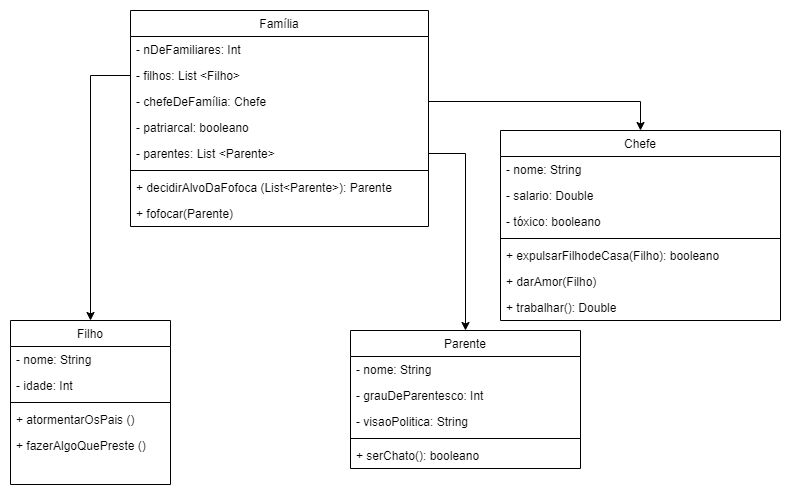 Família
- nDeFamiliares: Int
- filhos: List <Filho>
- chefeDeFamília: Chefe
- patriarcal: booleano
- parentes: List <Parente>
+ decidirAlvoDaFofoca (List<Parente>): Parente
+ fofocar(Parente)
Chefe
- nome: String
- salario: Double
- tóxico: booleano
+ expulsarFilhodeCasa(Filho): booleano
+ darAmor(Filho)
+ trabalhar(): Double
Filho
- nome: String
- idade: Int
+ atormentarOsPais ()
+ fazerAlgoQuePreste ()
Parente
- nome: String
- grauDeParentesco: Int
- visaoPolitica: String
+ serChato(): booleano